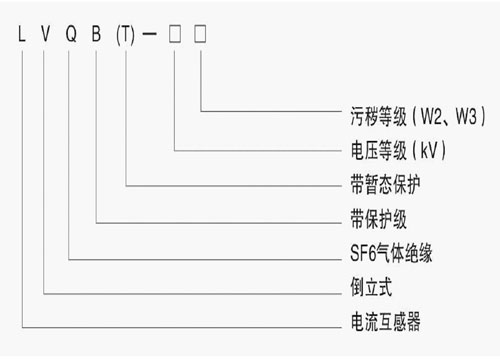 L V Q B (T) — □ □
污秽等级(W2、W3)
电压等级(kV)
带暂态保护
带保护级
SF6气体绝缘
倒立式
电流互感器